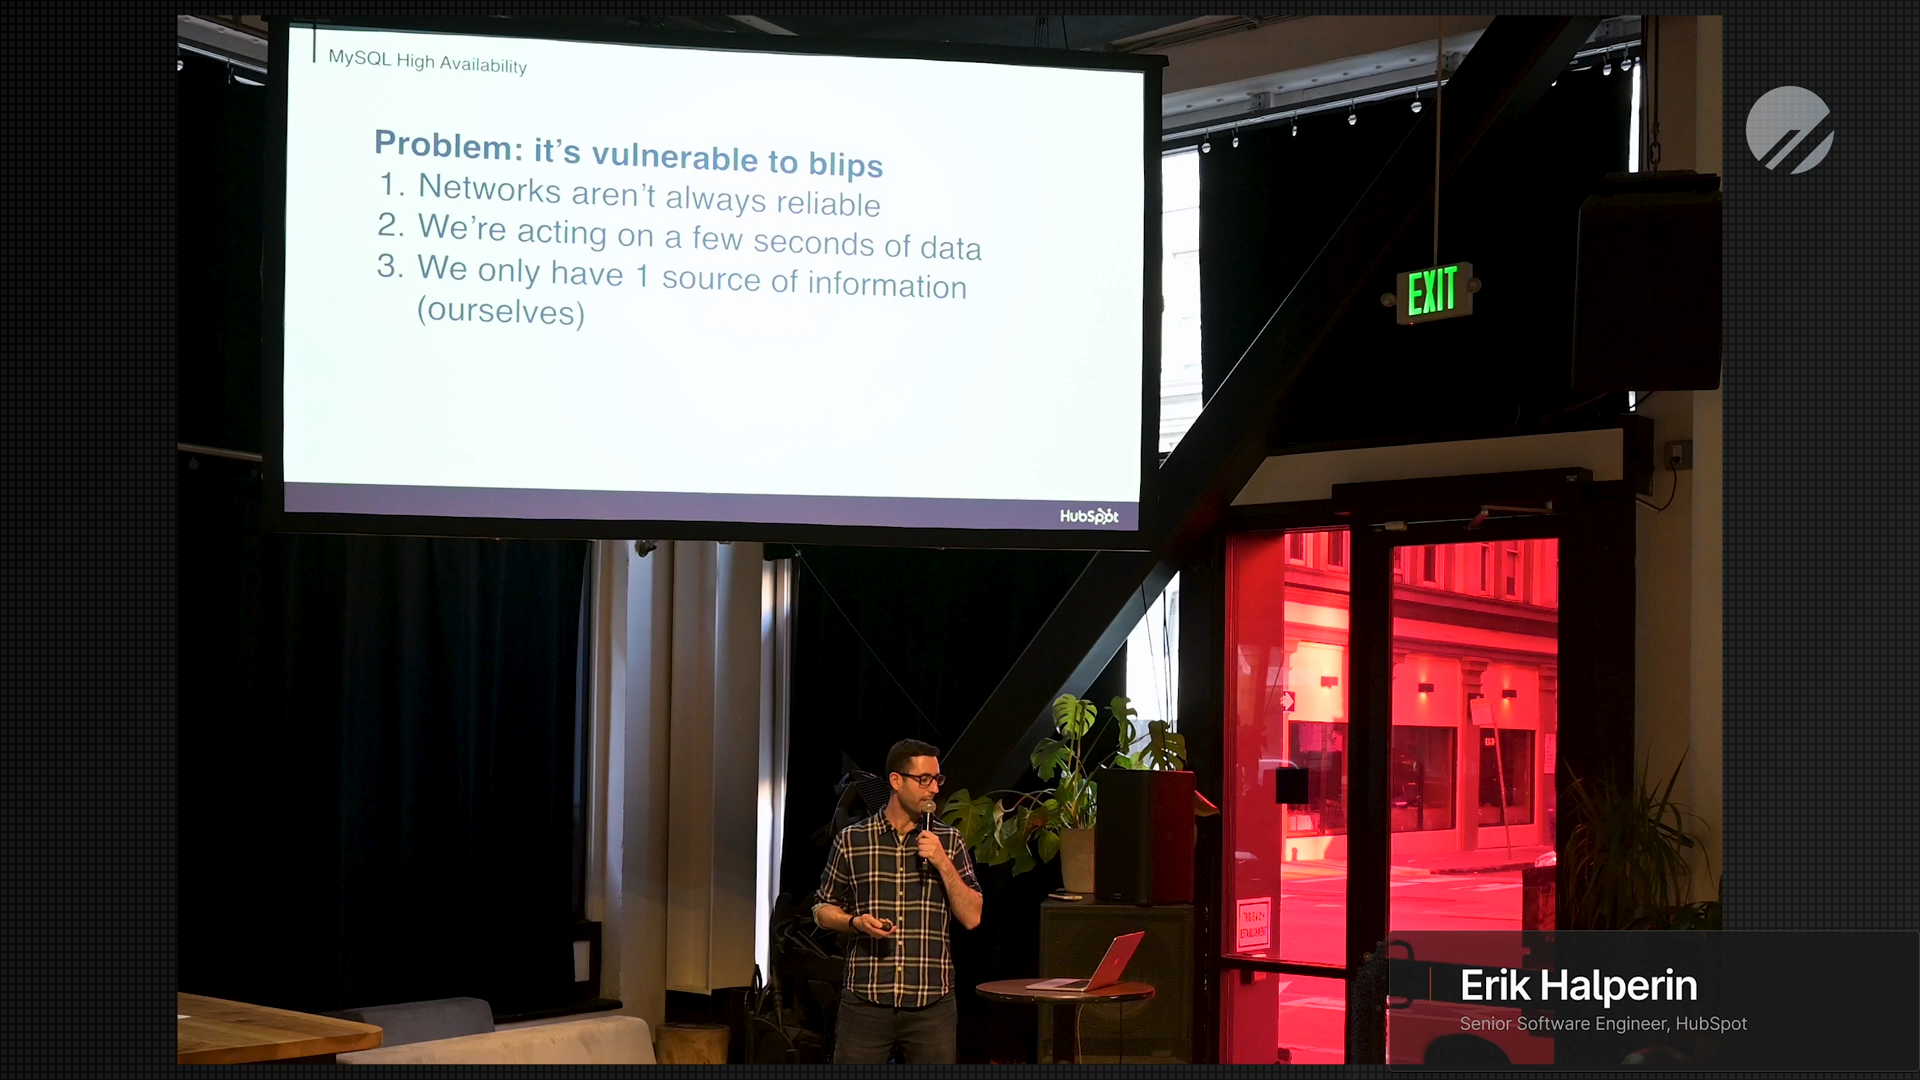 MySQL High Availability
Problem: it's vulnerable to blips
1. Networks aren't always reliable
2. We're acting on a few seconds of data
3. We only have 1 source of information
(ourselves)
HubSpot
EXIT
ESTABLISHMENT
Erik Halperin
Senior Software Engineer, HubSpot